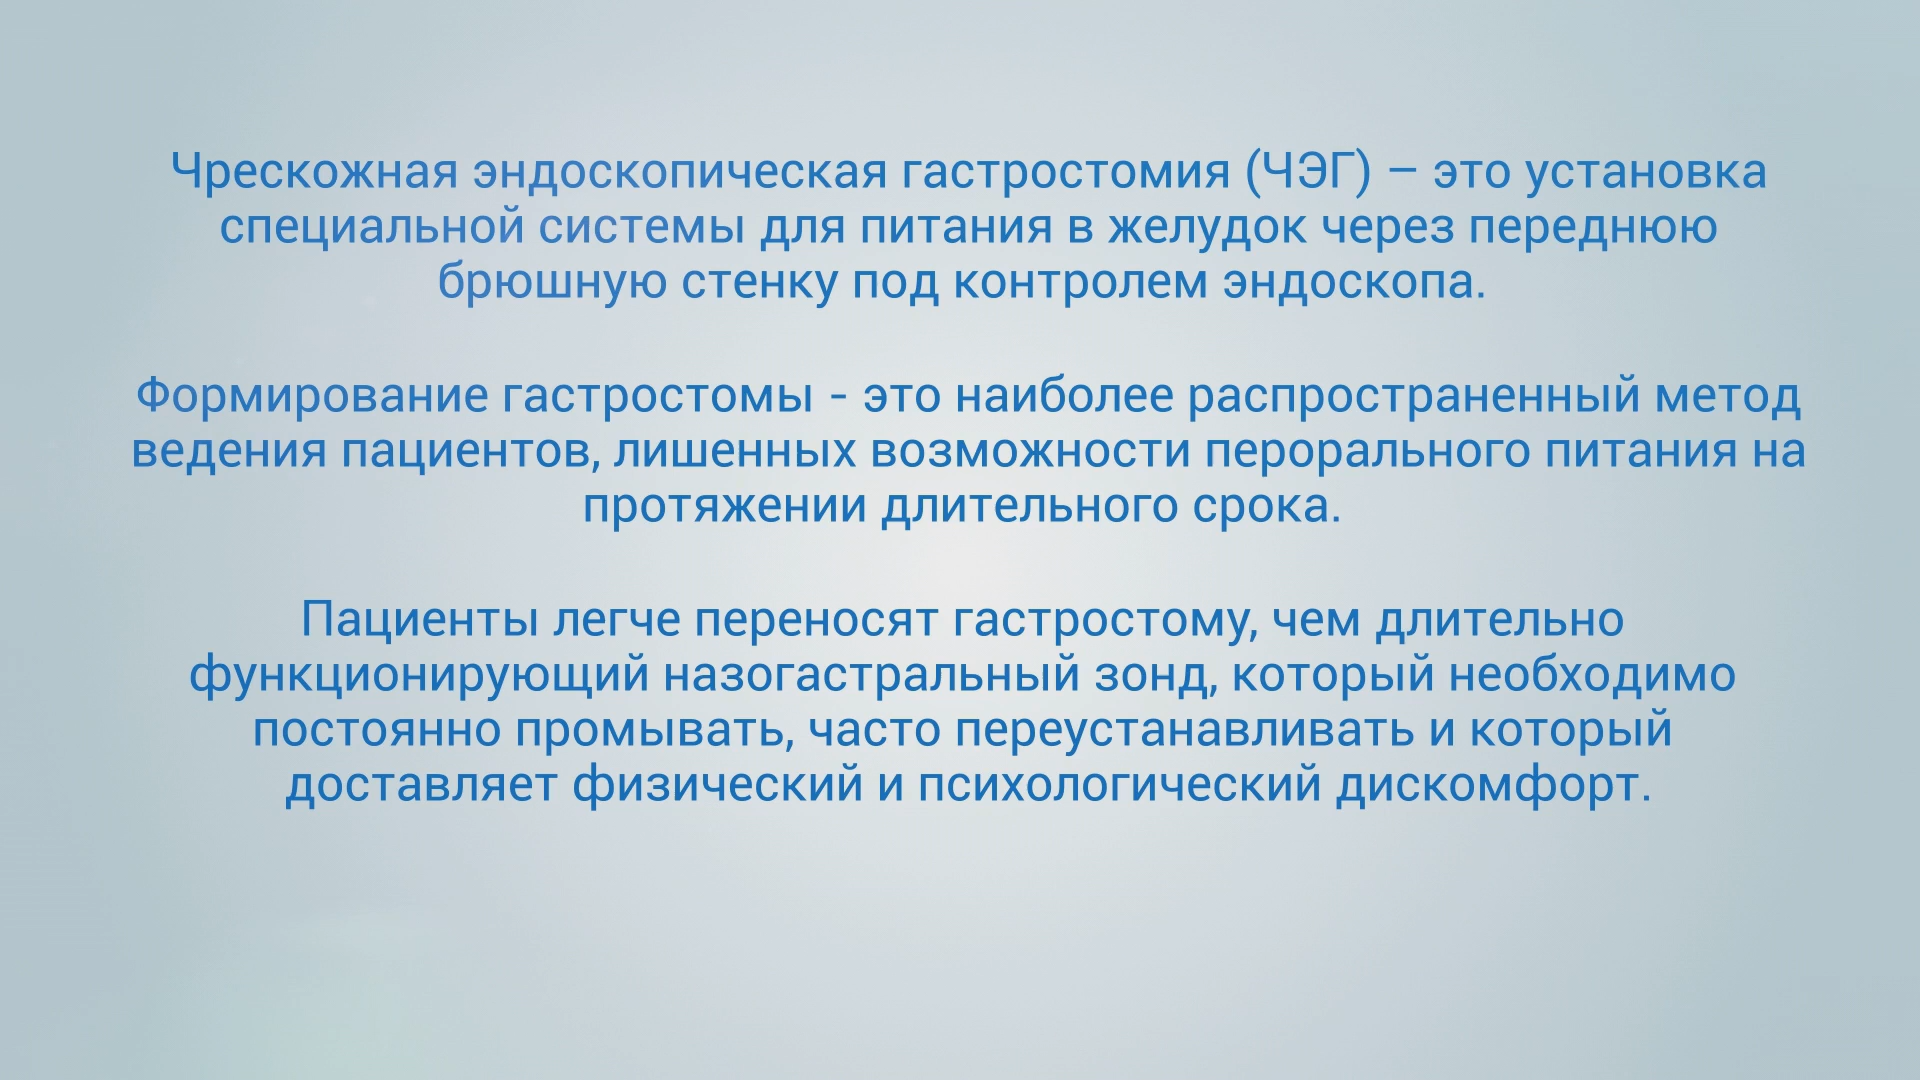 Чрескожная эндоскопическая гастростомия (ЧЭГ) – это установка
специальной системы для питания в желудок через переднюю
брюшную стенку под контролем эндоскопа.
Формирование гастростомы - это наиболее распространенный метод
ведения пациентов, лишенных возможности перорального питания на
протяжении длительного срока.
Пациенты легче переносят гастростому, чем длительно
функционирующий назогастральный зонд, который необходимо
постоянно промывать, часто переустанавливать и который
доставляет физический и психологический дискомфорт.